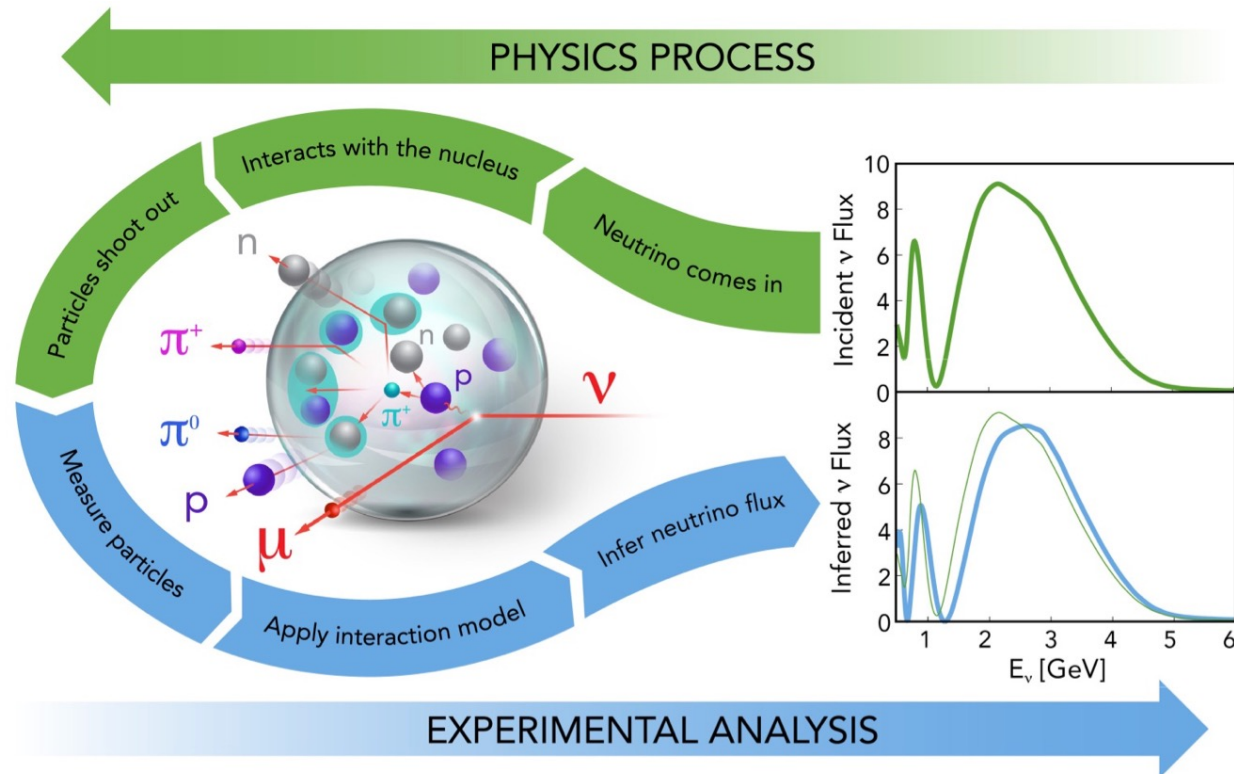 PHYSICS PROCESS
Neutrino comes in
Interacts with the nucleus
Particles shoot out
Measure particles
Apply interaction model
Infer neutrino flux
n
π⁺
π⁰
p
μ
n
p
π⁺
ν
10
8
6
4
2
0
Incident ν Flux
8
6
4
2
0
Inferred ν Flux
1 2 3 4 5 6
Eᵥ [GeV]
EXPERIMENTAL ANALYSIS